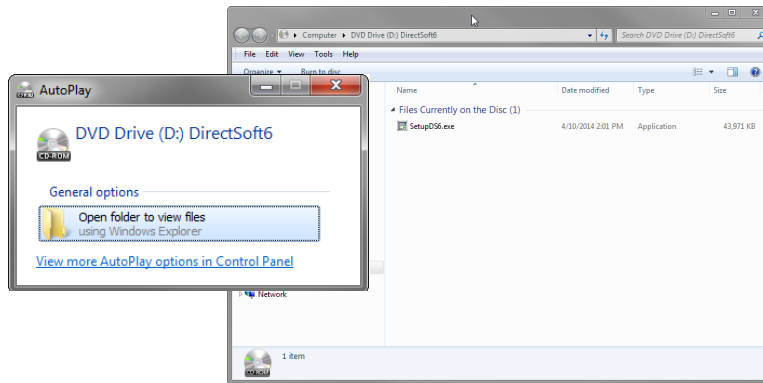 Computer ▸ DVD Drive (D:) DirectSoft6
Search DVD Drive (D:) DirectSoft6
File Edit View Tools Help
Organize Burn to disc
Name Date modified Type Size
Files Currently on the Disc (1)
SetupDS6.exe 4/10/2014 2:01 PM Application 43,971 KB
AutoPlay
DVD Drive (D:) DirectSoft6
CD-ROM
General options
Open folder to view files
using Windows Explorer
View more AutoPlay options in Control Panel
Network
1 item
CD-ROM